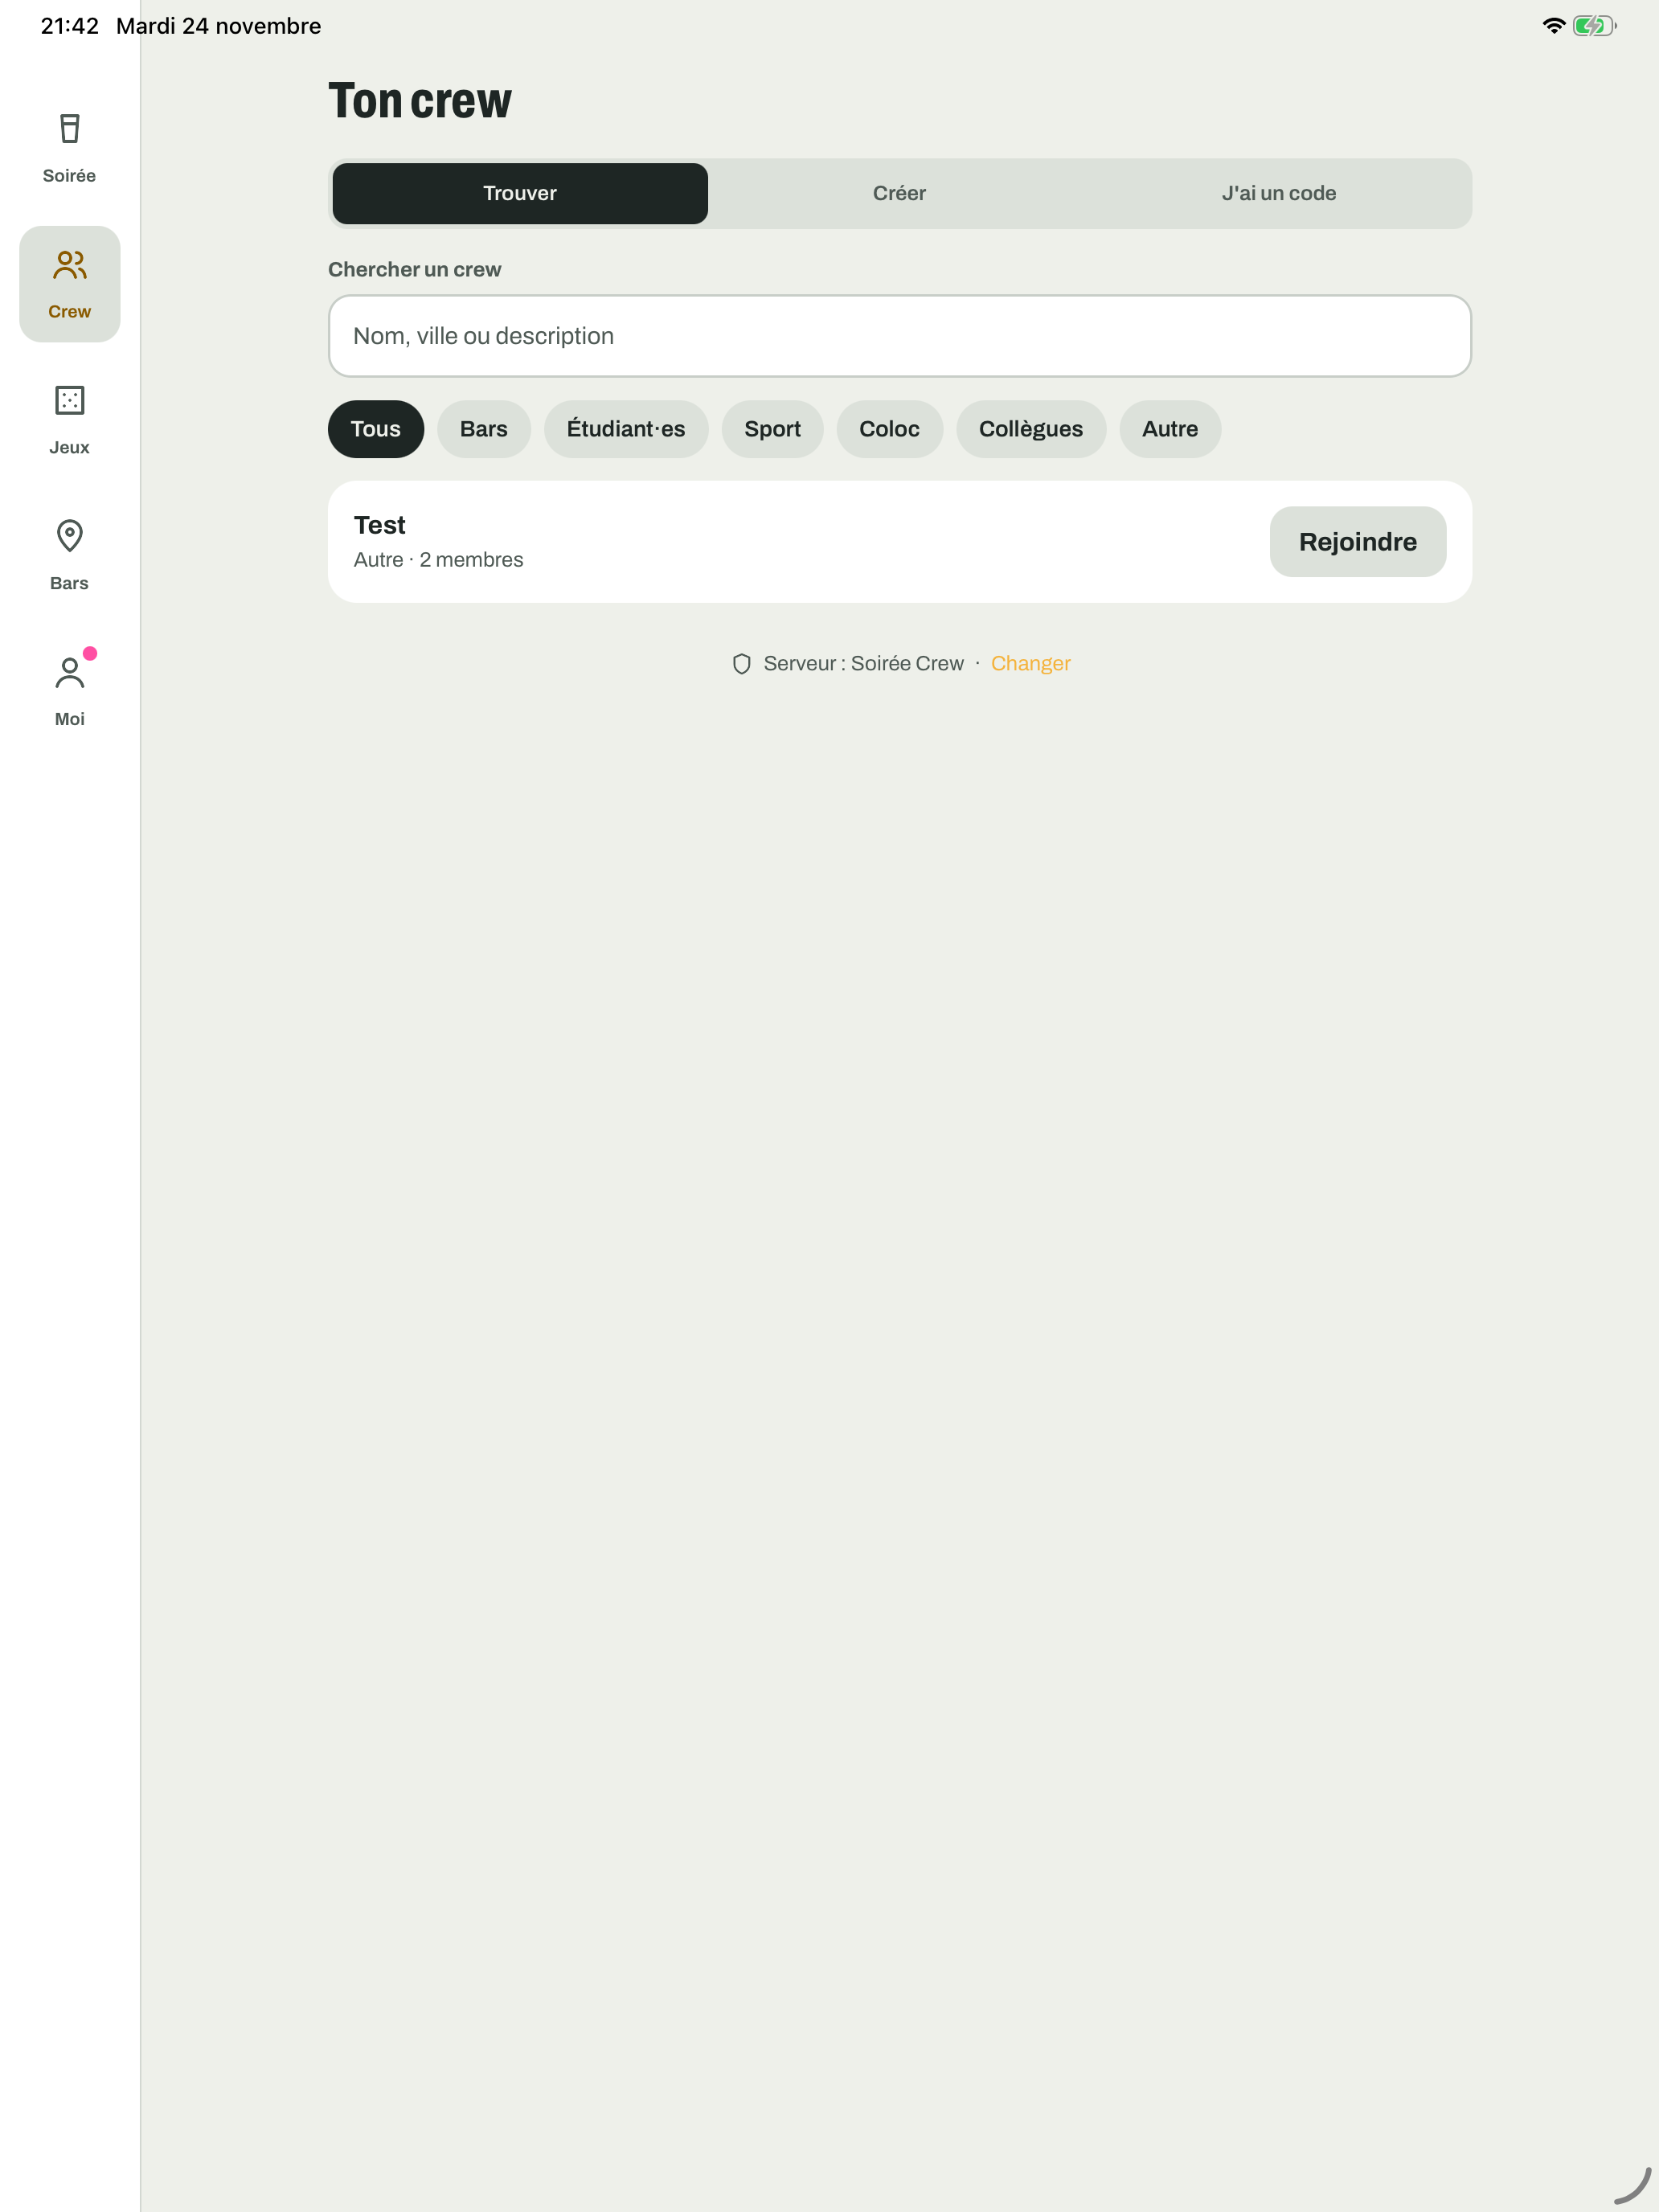 21:42 Mardi 24 novembre
Ton crew
Soirée
Crew
Jeux
Bars
Moi
Trouver Créer J'ai un code
Chercher un crew
Nom, ville ou description
Tous Bars Étudiant·es Sport Coloc Collègues Autre
Test
Autre · 2 membres
Rejoindre
Serveur : Soirée Crew · Changer